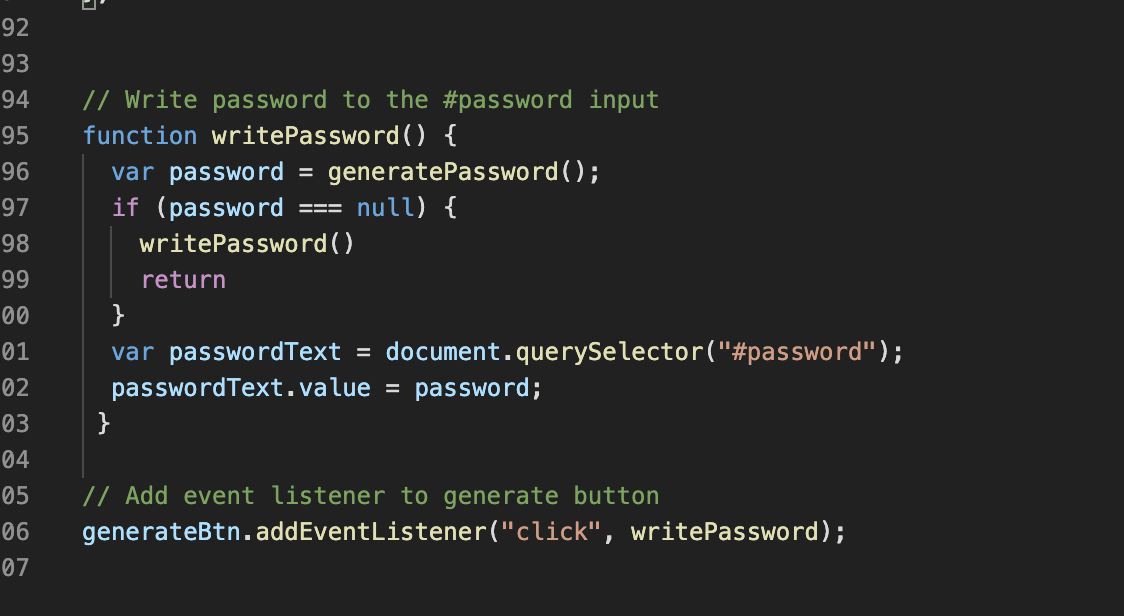 92
93
94 // Write password to the #password input
95 function writePassword() {
96 var password = generatePassword();
97 if (password === null) {
98 writePassword()
99 return
00 }
01 var passwordText = document.querySelector("#password");
02 passwordText.value = password;
03 }
04
05 // Add event listener to generate button
06 generateBtn.addEventListener("click", writePassword);
07